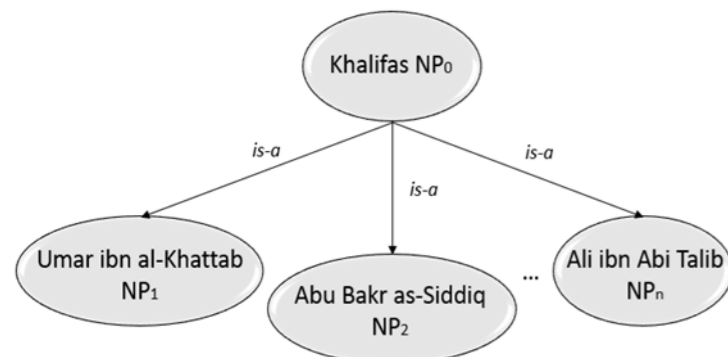 Khalifas NP₀
is-a
is-a
is-a
Umar ibn al-Khattab
NP₁
Abu Bakr as-Siddiq
NP₂
...
Ali ibn Abi Talib
NPₙ